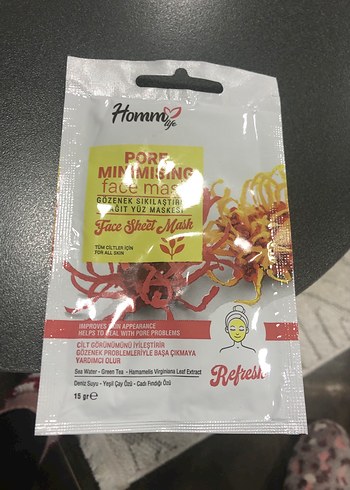 Homm
life
PORE
MINIMISING
face mask
GÖZENEK SIKILAŞTIRICI
KAĞIT YÜZ MASKESİ
Face Sheet Mask
TÜM CİLTLER İÇİN
FOR ALL SKIN
IMPROVES SKIN APPEARANCE
HELPS TO DEAL WITH PORE PROBLEMS
CİLT GÖRÜNÜMÜNÜ İYİLEŞTİRİR
GÖZENEK PROBLEMLERİYLE BAŞA ÇIKMAYA
YARDIMCI OLUR
Sea Water - Green Tea - Hamamelis Virginiana Leaf Extract
Deniz Suyu - Yeşil Çay Özü - Cadı Fındığı Özü
Refresh
15 gr e